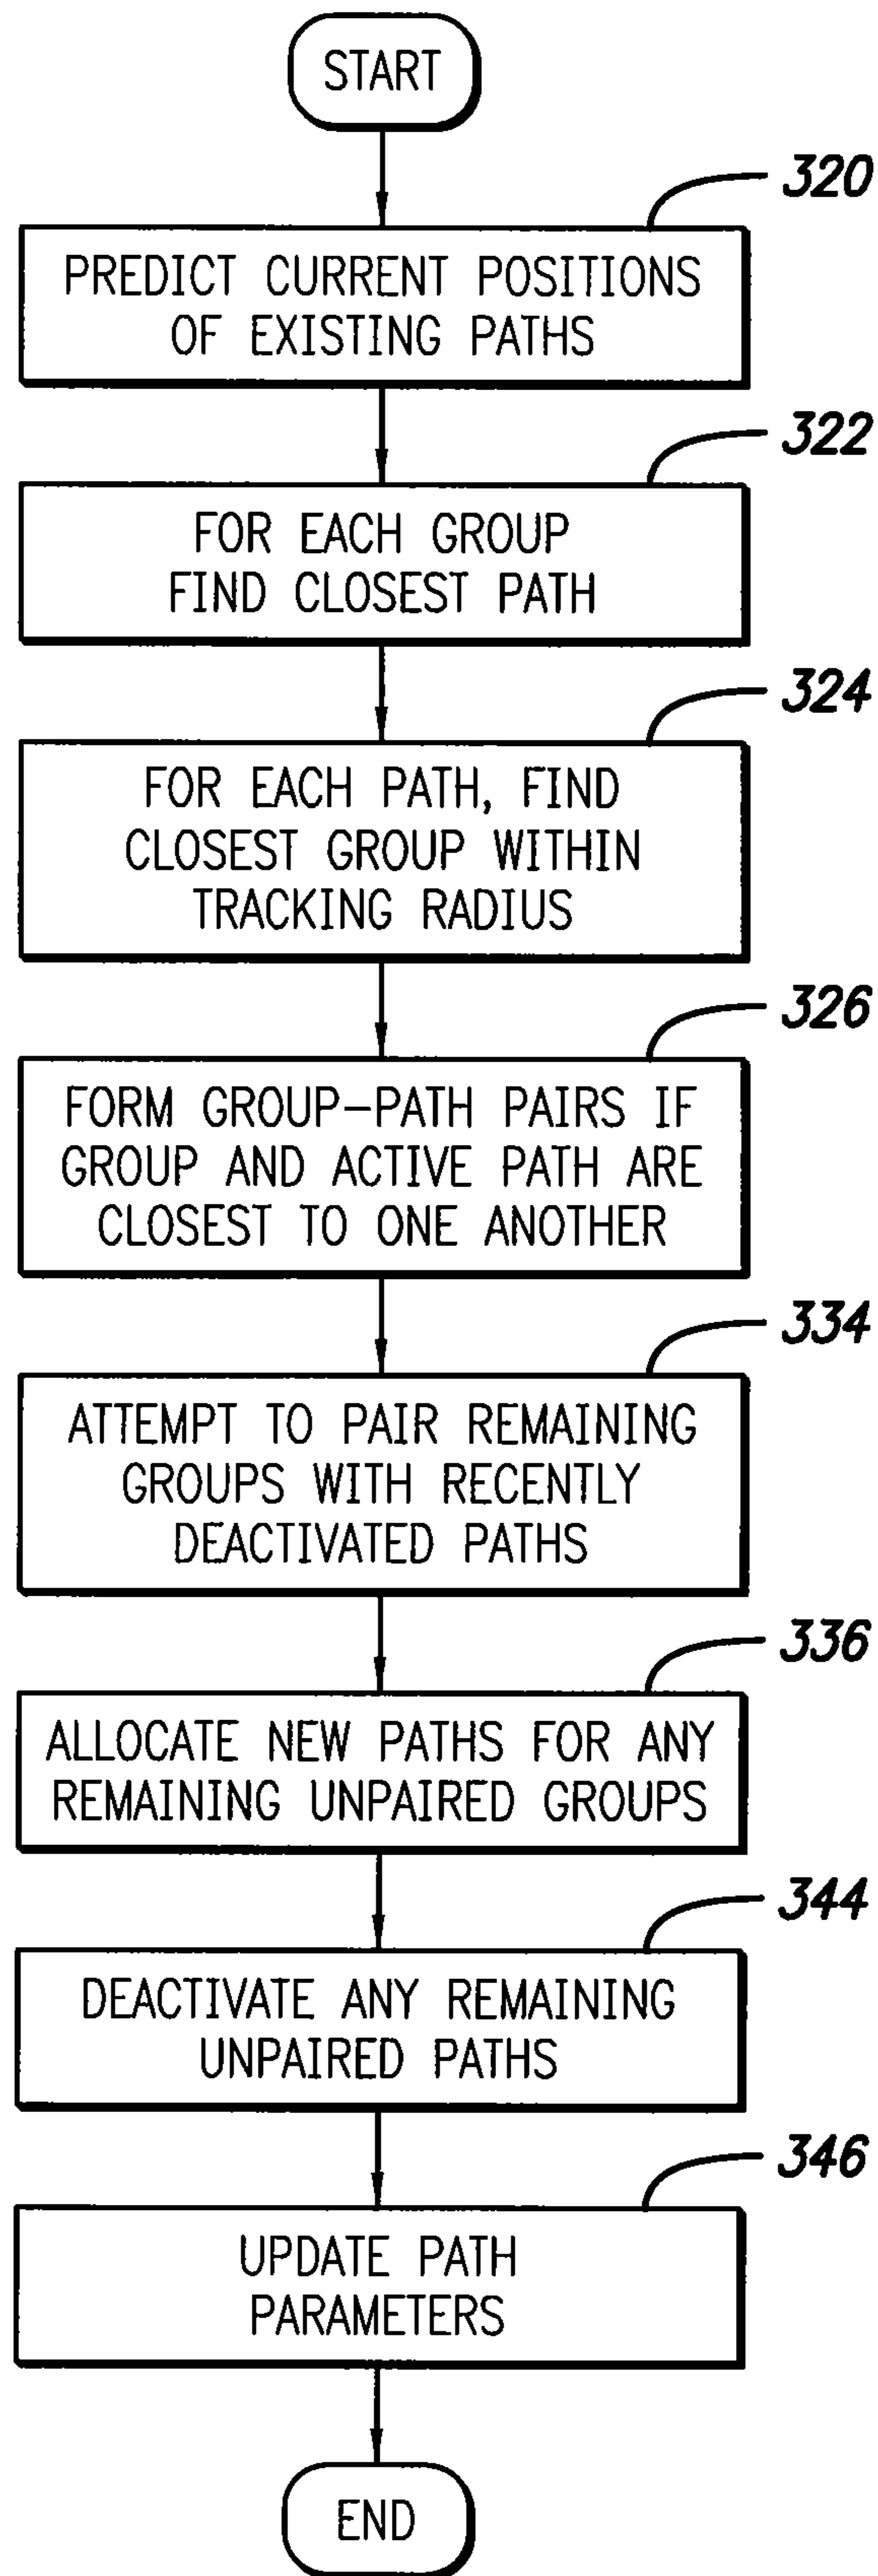 START
320
PREDICT CURRENT POSITIONS
OF EXISTING PATHS
322
FOR EACH GROUP
FIND CLOSEST PATH
324
FOR EACH PATH, FIND
CLOSEST GROUP WITHIN
TRACKING RADIUS
326
FORM GROUP-PATH PAIRS IF
GROUP AND ACTIVE PATH ARE
CLOSEST TO ONE ANOTHER
334
ATTEMPT TO PAIR REMAINING
GROUPS WITH RECENTLY
DEACTIVATED PATHS
336
ALLOCATE NEW PATHS FOR ANY
REMAINING UNPAIRED GROUPS
344
DEACTIVATE ANY REMAINING
UNPAIRED PATHS
346
UPDATE PATH
PARAMETERS
END